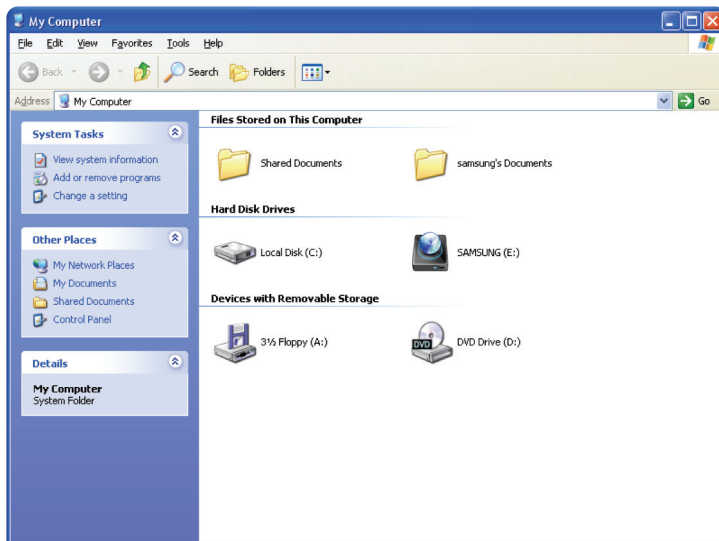 My Computer
File Edit View Favorites Tools Help
Back Search Folders
Address My Computer Go
System Tasks
View system information
Add or remove programs
Change a setting
Other Places
My Network Places
My Documents
Shared Documents
Control Panel
Details
My Computer
System Folder
Files Stored on This Computer
Shared Documents samsung's Documents
Hard Disk Drives
Local Disk (C:) SAMSUNG (E:)
Devices with Removable Storage
3½ Floppy (A:) DVD DVD Drive (D:)